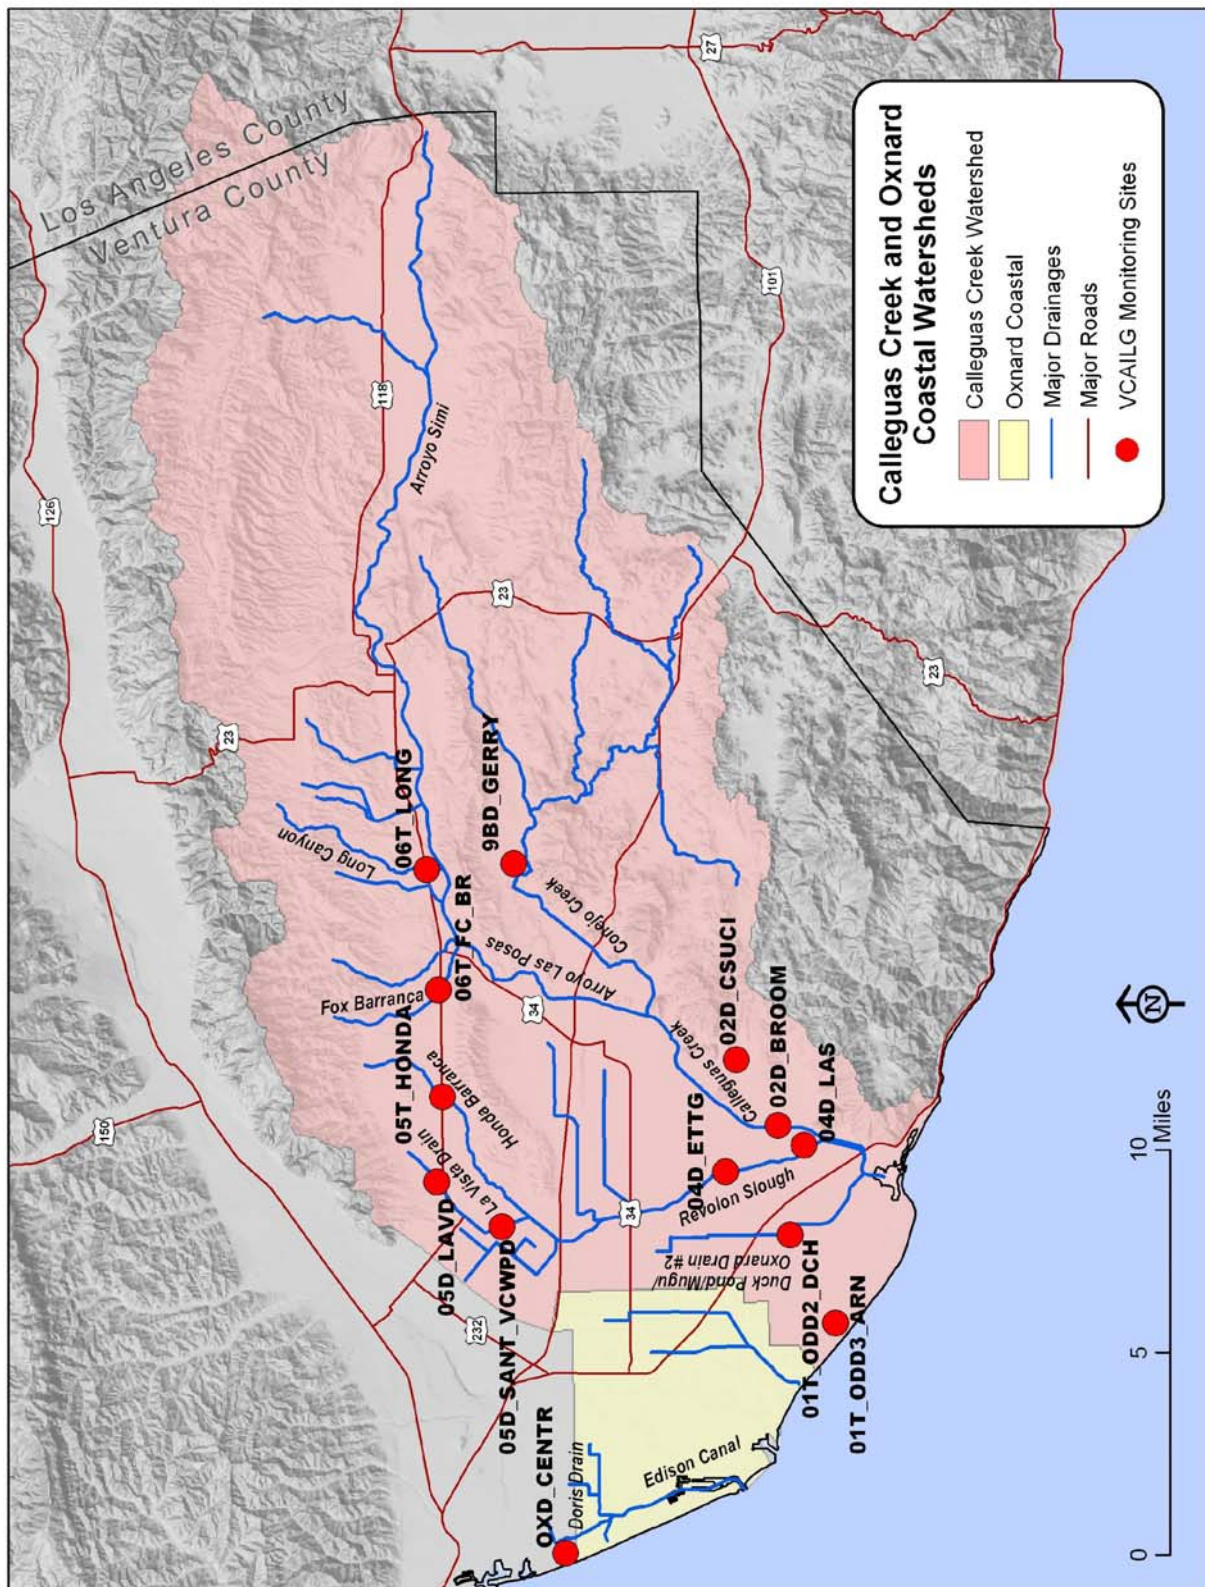 Los Angeles County
Ventura County
126
150
23
118
27
101
23
23
232
34
34
Arroyo Simi
Long Canyon
06T_LONG
9BD_GERRY
Conejo Creek
Arroyo Las Posas
06T_FC_BR
Fox Barranca
05T_HONDA
Honda Barranca
La Vista Drain
05D_LAVD
05D_SANT_VCWPD
Calleguas Creek
02D_CSUCI
02D_BROOM
04D_LAS
04D_ETTG
Revolon Slough
Duck Pond/Mugu/
Oxnard Drain #2
01T_ODD2_DCH
01T_ODD3_ARN
OXD_CENTR
Doris Drain
Edison Canal
Calleguas Creek and Oxnard
Coastal Watersheds
Calleguas Creek Watershed
Oxnard Coastal
Major Drainages
Major Roads
VCAILG Monitoring Sites
N
0 5 10
Miles